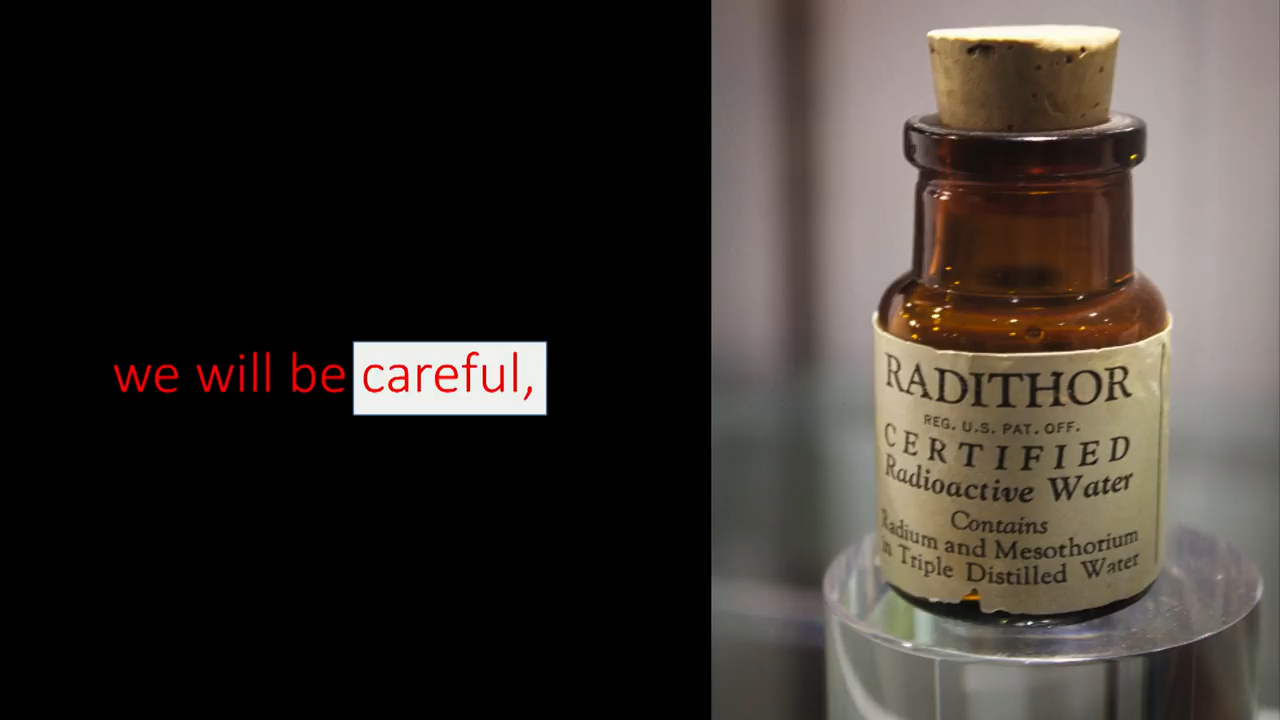 we will be careful,
RADITHOR
REG. U.S. PAT. OFF.
CERTIFIED
Radioactive Water
Contains
Radium and Mesothorium
in Triple Distilled Water